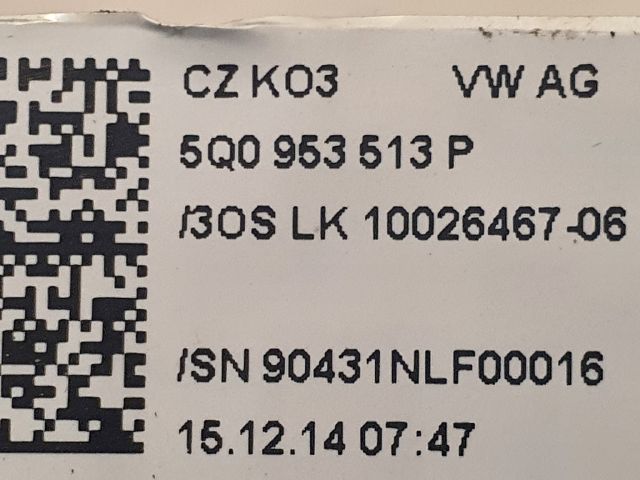 CZ KO3 VW AG
5Q0 953 513 P
/3OS LK 10026467-06
/SN 90431NLF00016
15.12.14 07:47